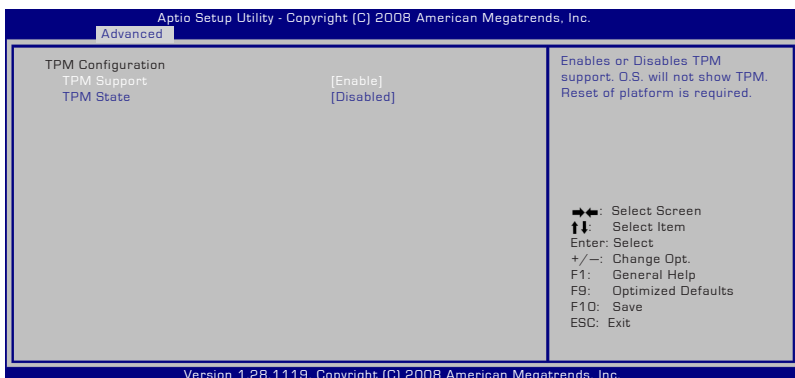 Aptio Setup Utility - Copyright (C) 2008 American Megatrends, Inc.
Advanced
TPM Configuration
TPM Support [Enable]
TPM State [Disabled]
Enables or Disables TPM
support. O.S. will not show TPM.
Reset of platform is required.
→←: Select Screen
↑↓: Select Item
Enter: Select
+/–: Change Opt.
F1: General Help
F9: Optimized Defaults
F10: Save
ESC: Exit
Version 1.28.1119. Copyright (C) 2008 American Megatrends, Inc.